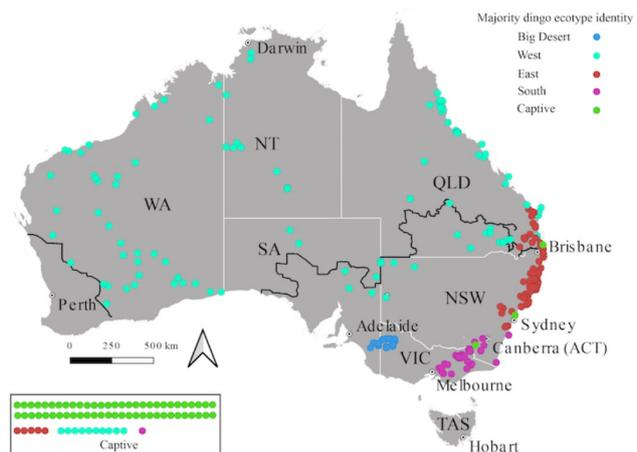 Majority dingo ecotype identity
Big Desert
West
East
South
Captive
Darwin
NT
QLD
WA
SA
Brisbane
NSW
Perth
Adelaide
Sydney
0 250 500 km
VIC
Canberra (ACT)
Melbourne
TAS
Captive
Hobart